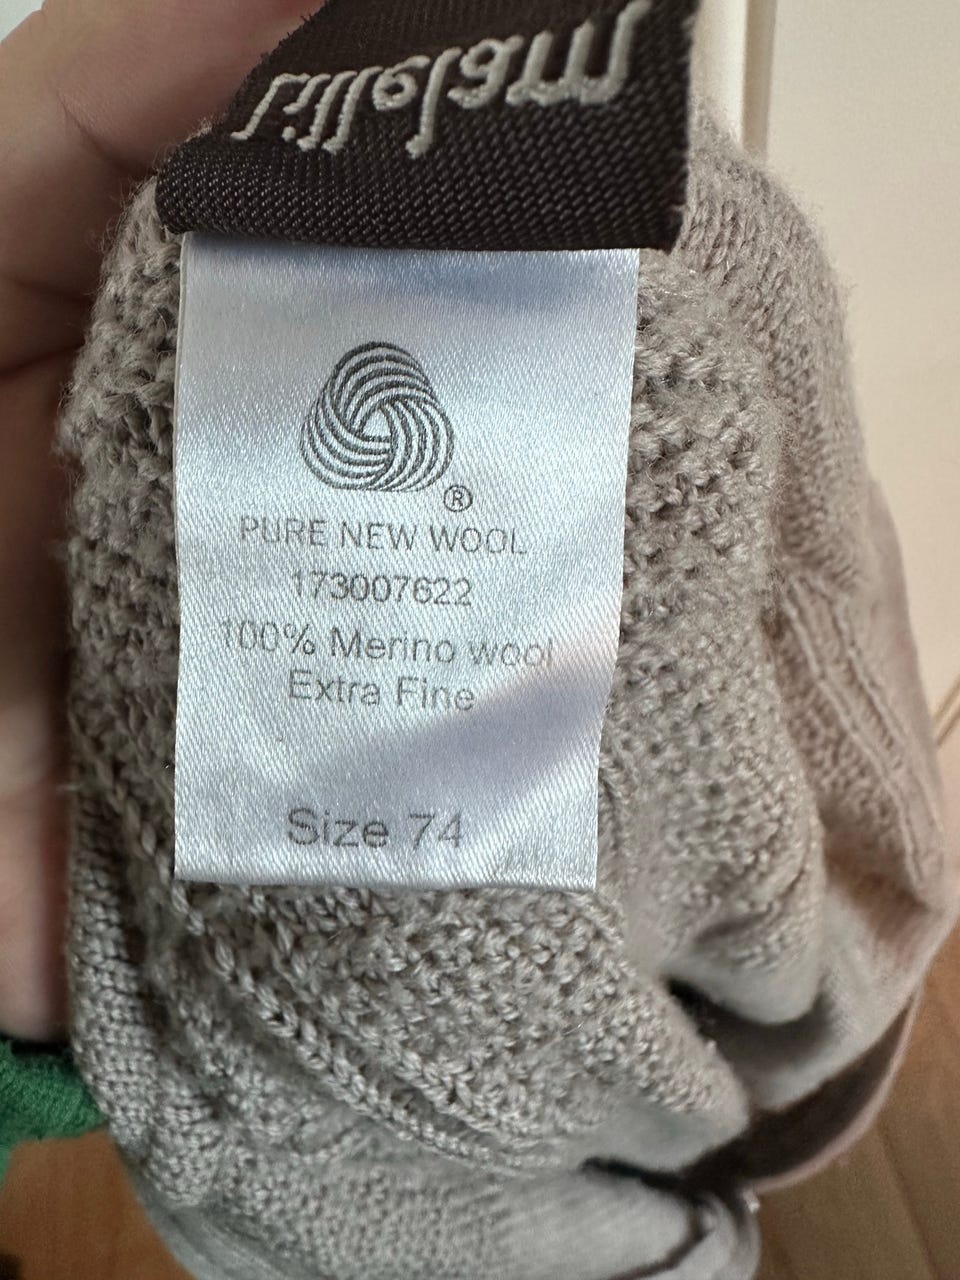 PURE NEW WOOL
173007622
100% Merino wool
Extra Fine
Size 74